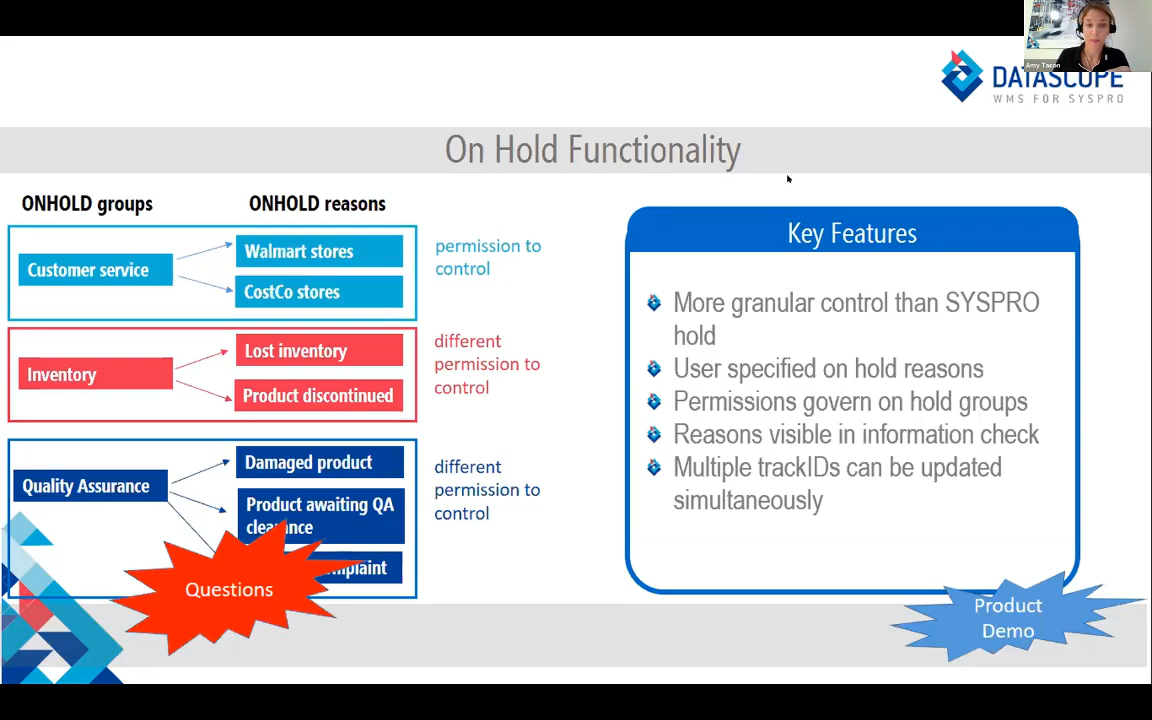 Amy Tacon
DATASCOPE
WMS FOR SYSPRO
On Hold Functionality
ONHOLD groups
ONHOLD reasons
Customer service
Walmart stores
CostCo stores
permission to
control
Inventory
Lost inventory
Product discontinued
different
permission to
control
Quality Assurance
Damaged product
Product awaiting QA
clearance
different
permission to
control
Questions
Key Features
More granular control than SYSPRO
hold
User specified on hold reasons
Permissions govern on hold groups
Reasons visible in information check
Multiple trackIDs can be updated
simultaneously
Product
Demo